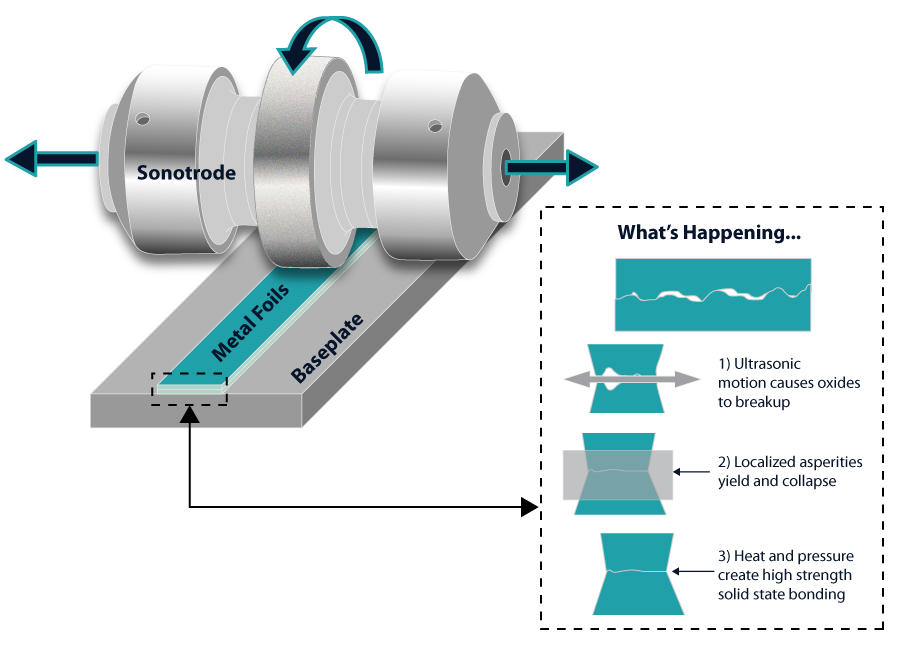 Sonotrode
Metal Foils
Baseplate
What's Happening...
1) Ultrasonic
motion causes oxides
to breakup
2) Localized asperities
yield and collapse
3) Heat and pressure
create high strength
solid state bonding